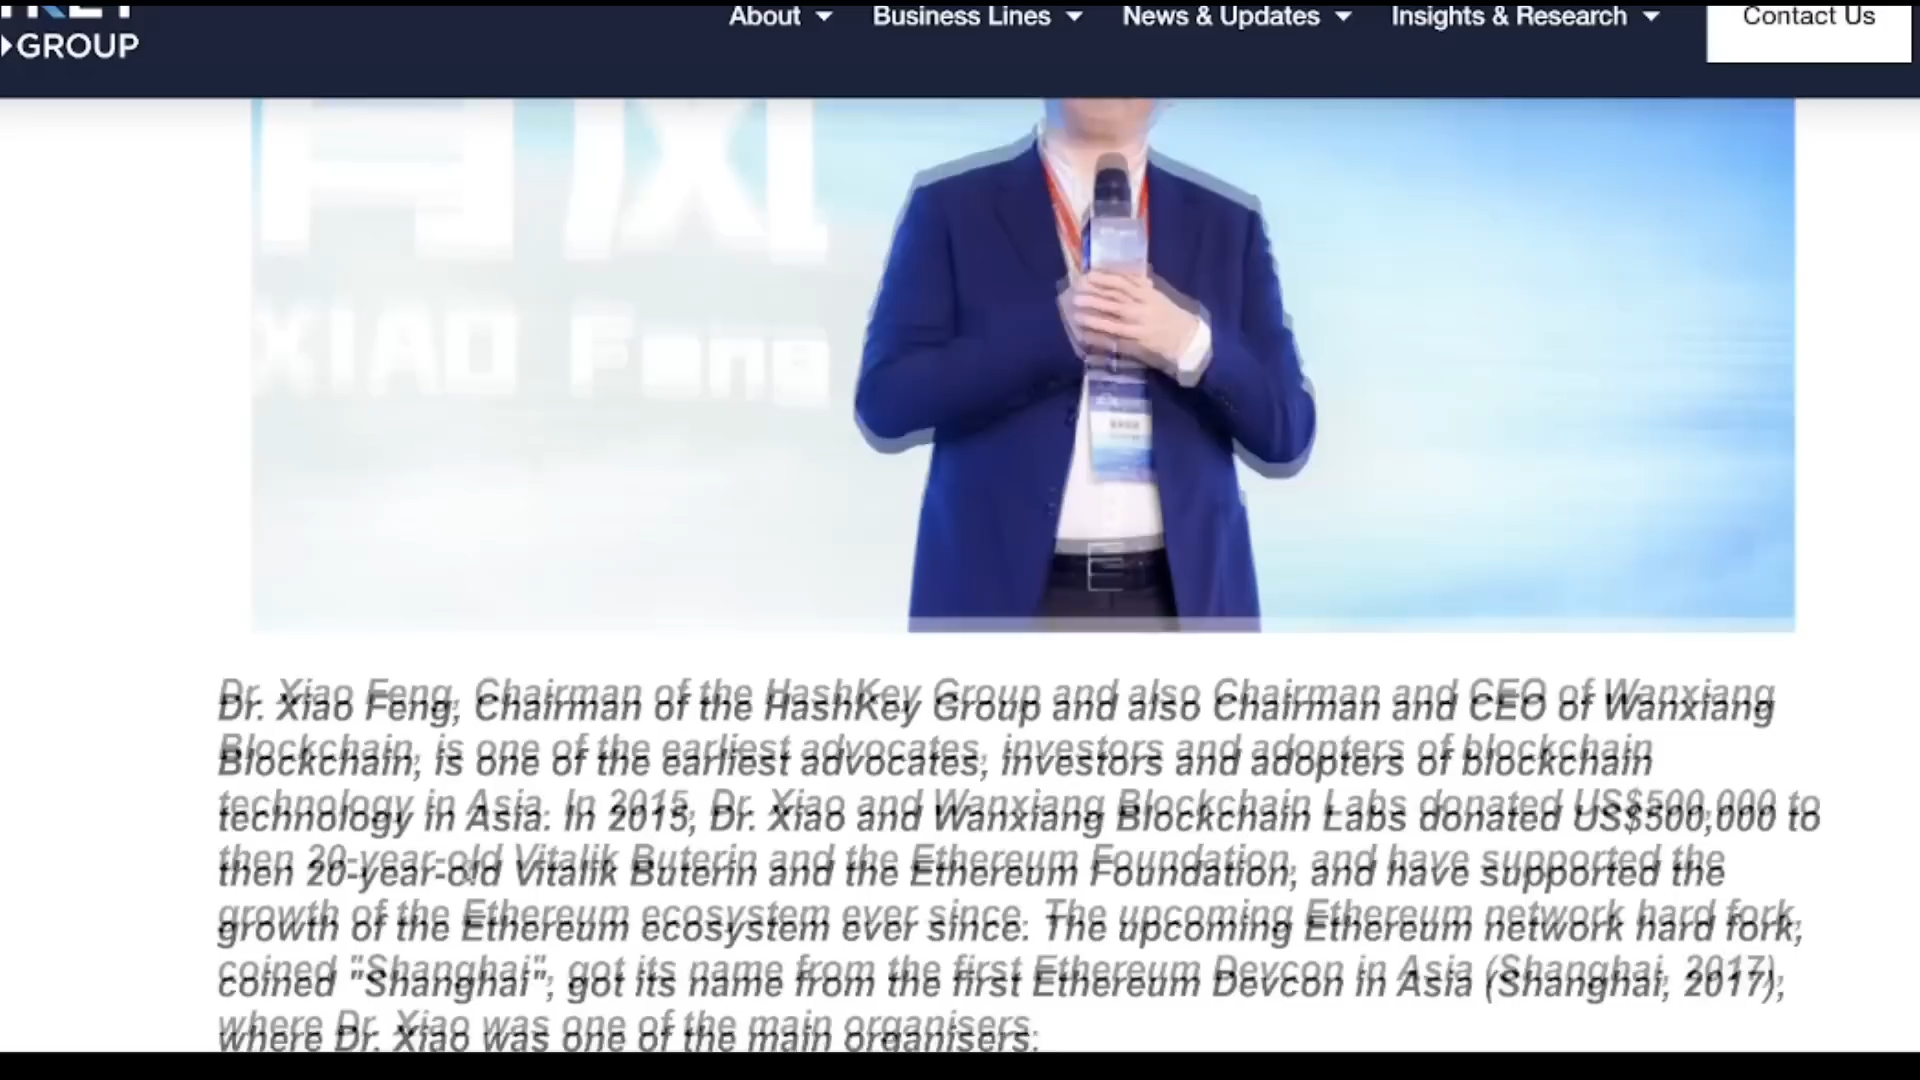 About Business Lines News & Updates Insights & Research Contact Us
GROUP
XIAO Feng
Dr. Xiao Feng, Chairman of the HashKey Group and also Chairman and CEO of Wanxiang
Blockchain, is one of the earliest advocates, investors and adopters of blockchain
technology in Asia. In 2015, Dr. Xiao and Wanxiang Blockchain Labs donated US$500,000 to
then 20-year-old Vitalik Buterin and the Ethereum Foundation, and have supported the
growth of the Ethereum ecosystem ever since. The upcoming Ethereum network hard fork,
coined "Shanghai", got its name from the first Ethereum Devcon in Asia (Shanghai, 2017),
where Dr. Xiao was one of the main organisers.